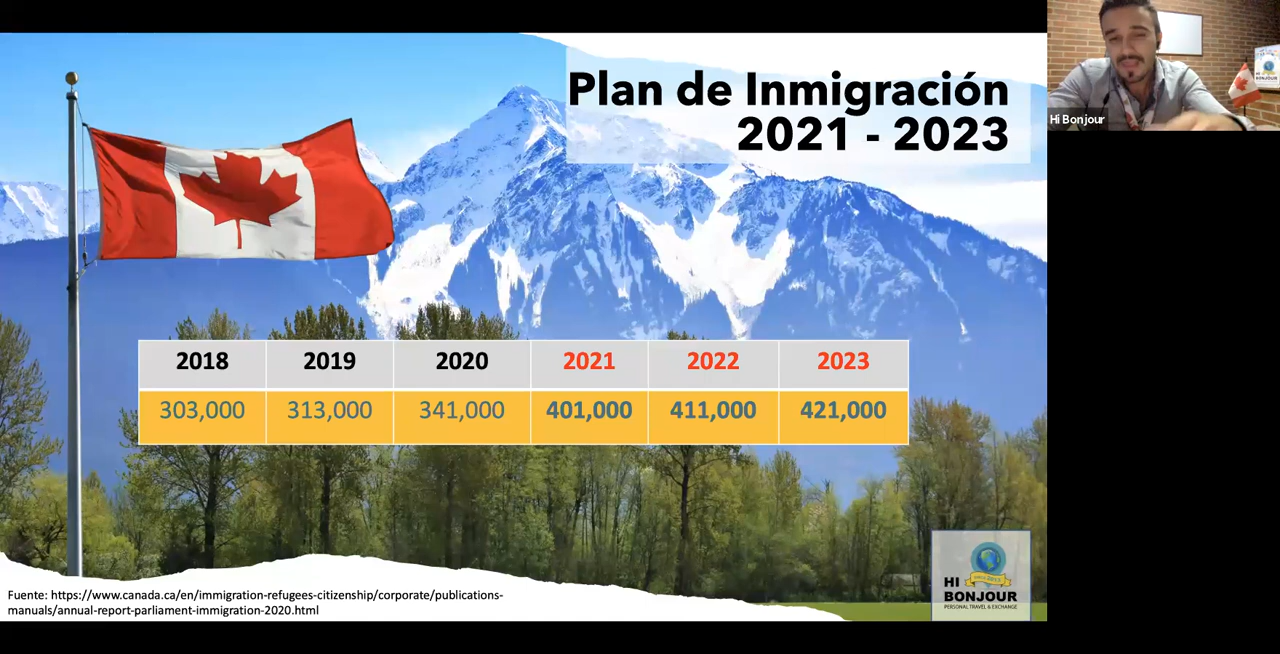 Plan de Inmigración
2021 - 2023
Hi Bonjour
2018 2019 2020 2021 2022 2023
303,000 313,000 341,000 401,000 411,000 421,000
Fuente: https://www.canada.ca/en/immigration-refugees-citizenship/corporate/publications-
manuals/annual-report-parliament-immigration-2020.html
HI
BONJOUR
PERSONAL TRAVEL & EXCHANGE